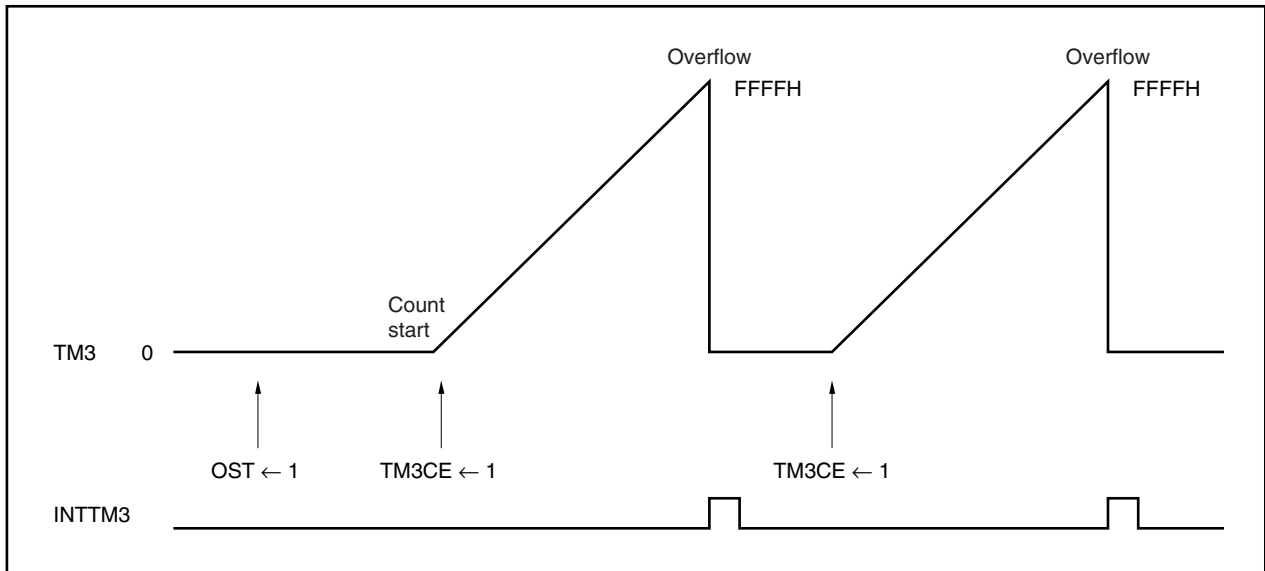 Overflow
Overflow
FFFFH
FFFFH
Count
start
TM3
0
OST ← 1
TM3CE ← 1
TM3CE ← 1
INTTM3